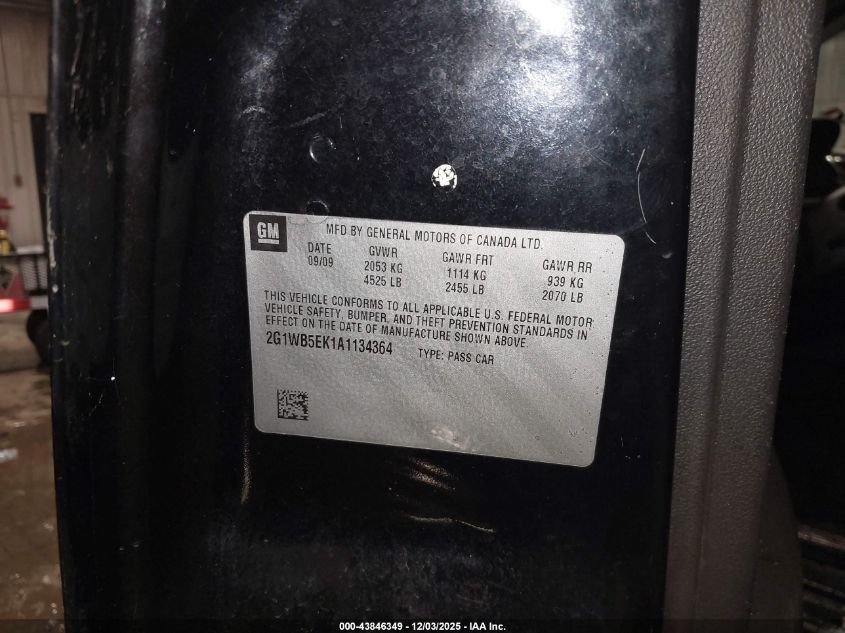 GM
MFD BY GENERAL MOTORS OF CANADA LTD.
DATE GVWR GAWR FRT GAWR RR
09/09 2053 KG 1114 KG 939 KG
4525 LB 2455 LB 2070 LB
THIS VEHICLE CONFORMS TO ALL APPLICABLE U.S. FEDERAL MOTOR
VEHICLE SAFETY, BUMPER, AND THEFT PREVENTION STANDARDS IN
EFFECT ON THE DATE OF MANUFACTURE SHOWN ABOVE.
2G1WB5EK1A1134364 TYPE: PASS CAR
000-43846349 - 12/03/2025 - IAA Inc.